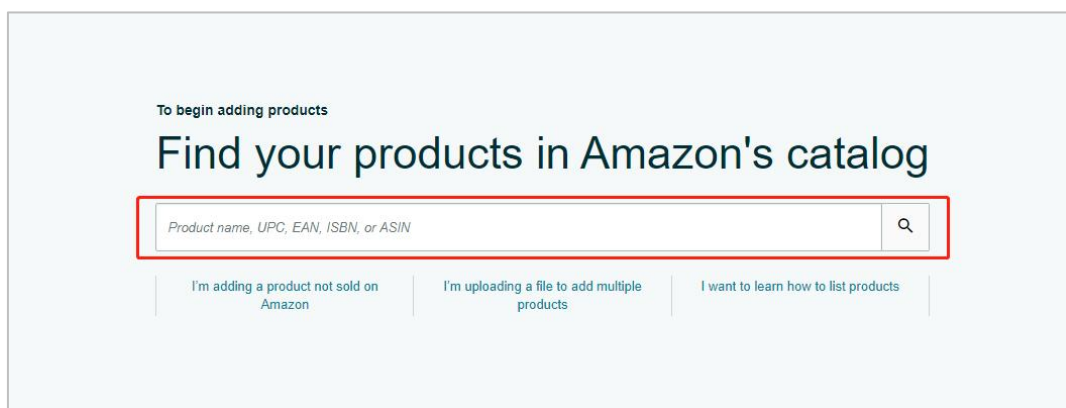 To begin adding products
Find your products in Amazon's catalog
Product name, UPC, EAN, ISBN, or ASIN
I'm adding a product not sold on
Amazon
I'm uploading a file to add multiple
products
I want to learn how to list products